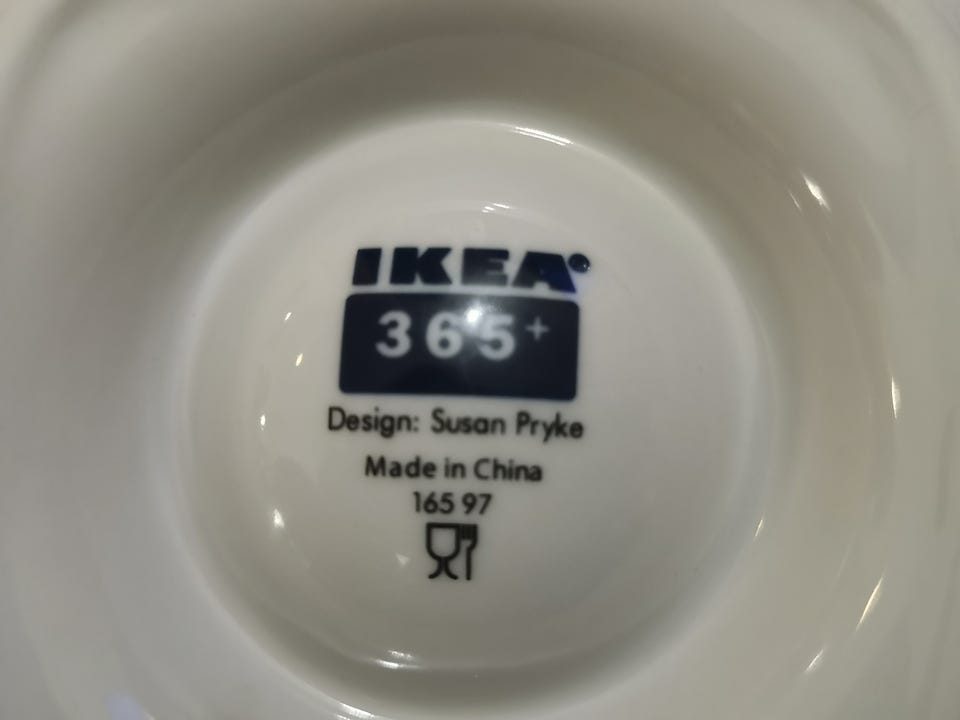 IKEA®
365+
Design: Susan Pryke
Made in China
165 97